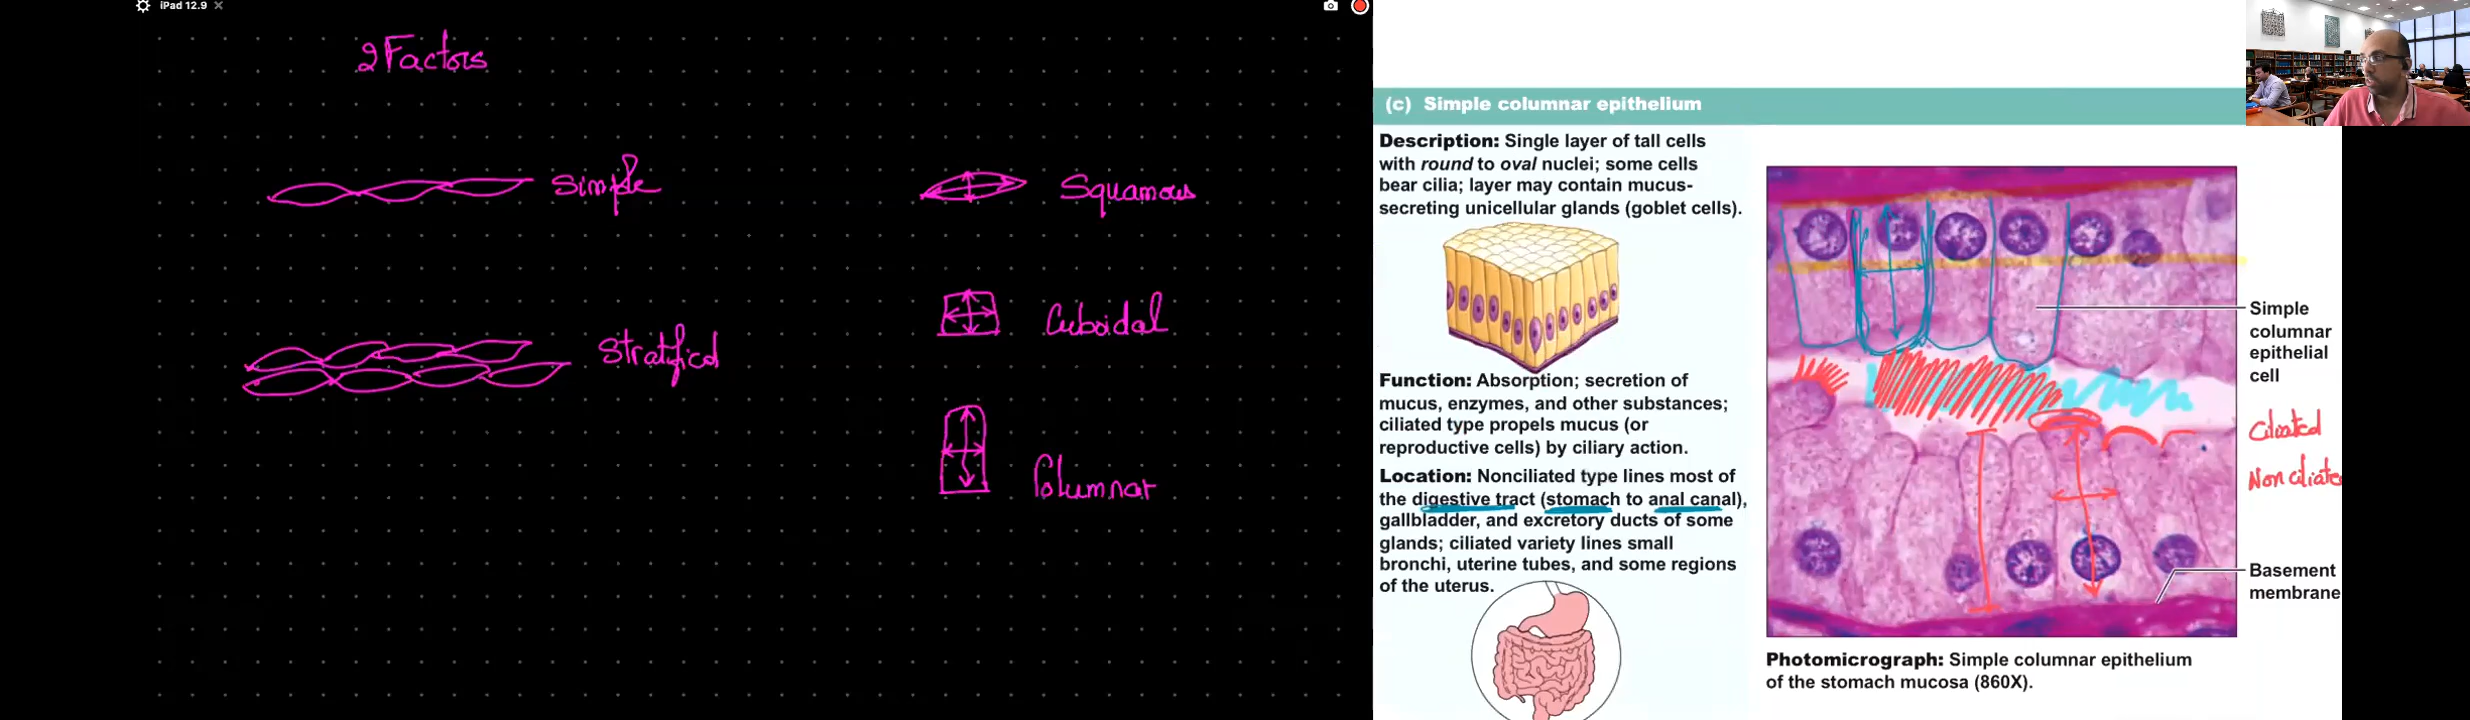 iPad 12.9
2 Factors
Simple
Stratified
Squamous
Cuboidal
Columnar
(c) Simple columnar epithelium
Description: Single layer of tall cells
with round to oval nuclei; some cells
bear cilia; layer may contain mucus-
secreting unicellular glands (goblet cells).
Function: Absorption; secretion of
mucus, enzymes, and other substances;
ciliated type propels mucus (or
reproductive cells) by ciliary action.
Location: Nonciliated type lines most of
the digestive tract (stomach to anal canal),
gallbladder, and excretory ducts of some
glands; ciliated variety lines small
bronchi, uterine tubes, and some regions
of the uterus.
Simple
columnar
epithelial
cell
Ciliated
Non ciliate
Basement
membrane
Photomicrograph: Simple columnar epithelium
of the stomach mucosa (860X).